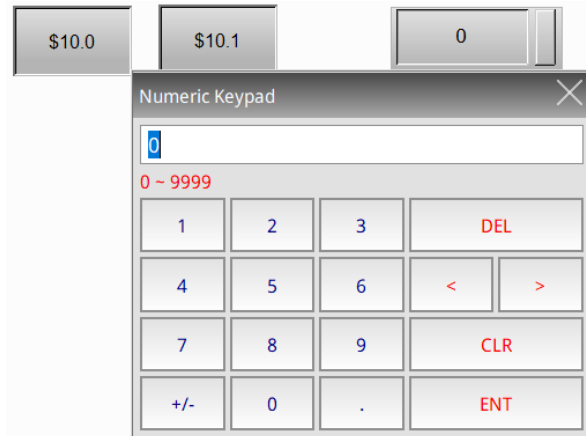 $10.0 $10.1 0
Numeric Keypad
0
0 ~ 9999
1 2 3 DEL
4 5 6 < >
7 8 9 CLR
+/- 0 . ENT